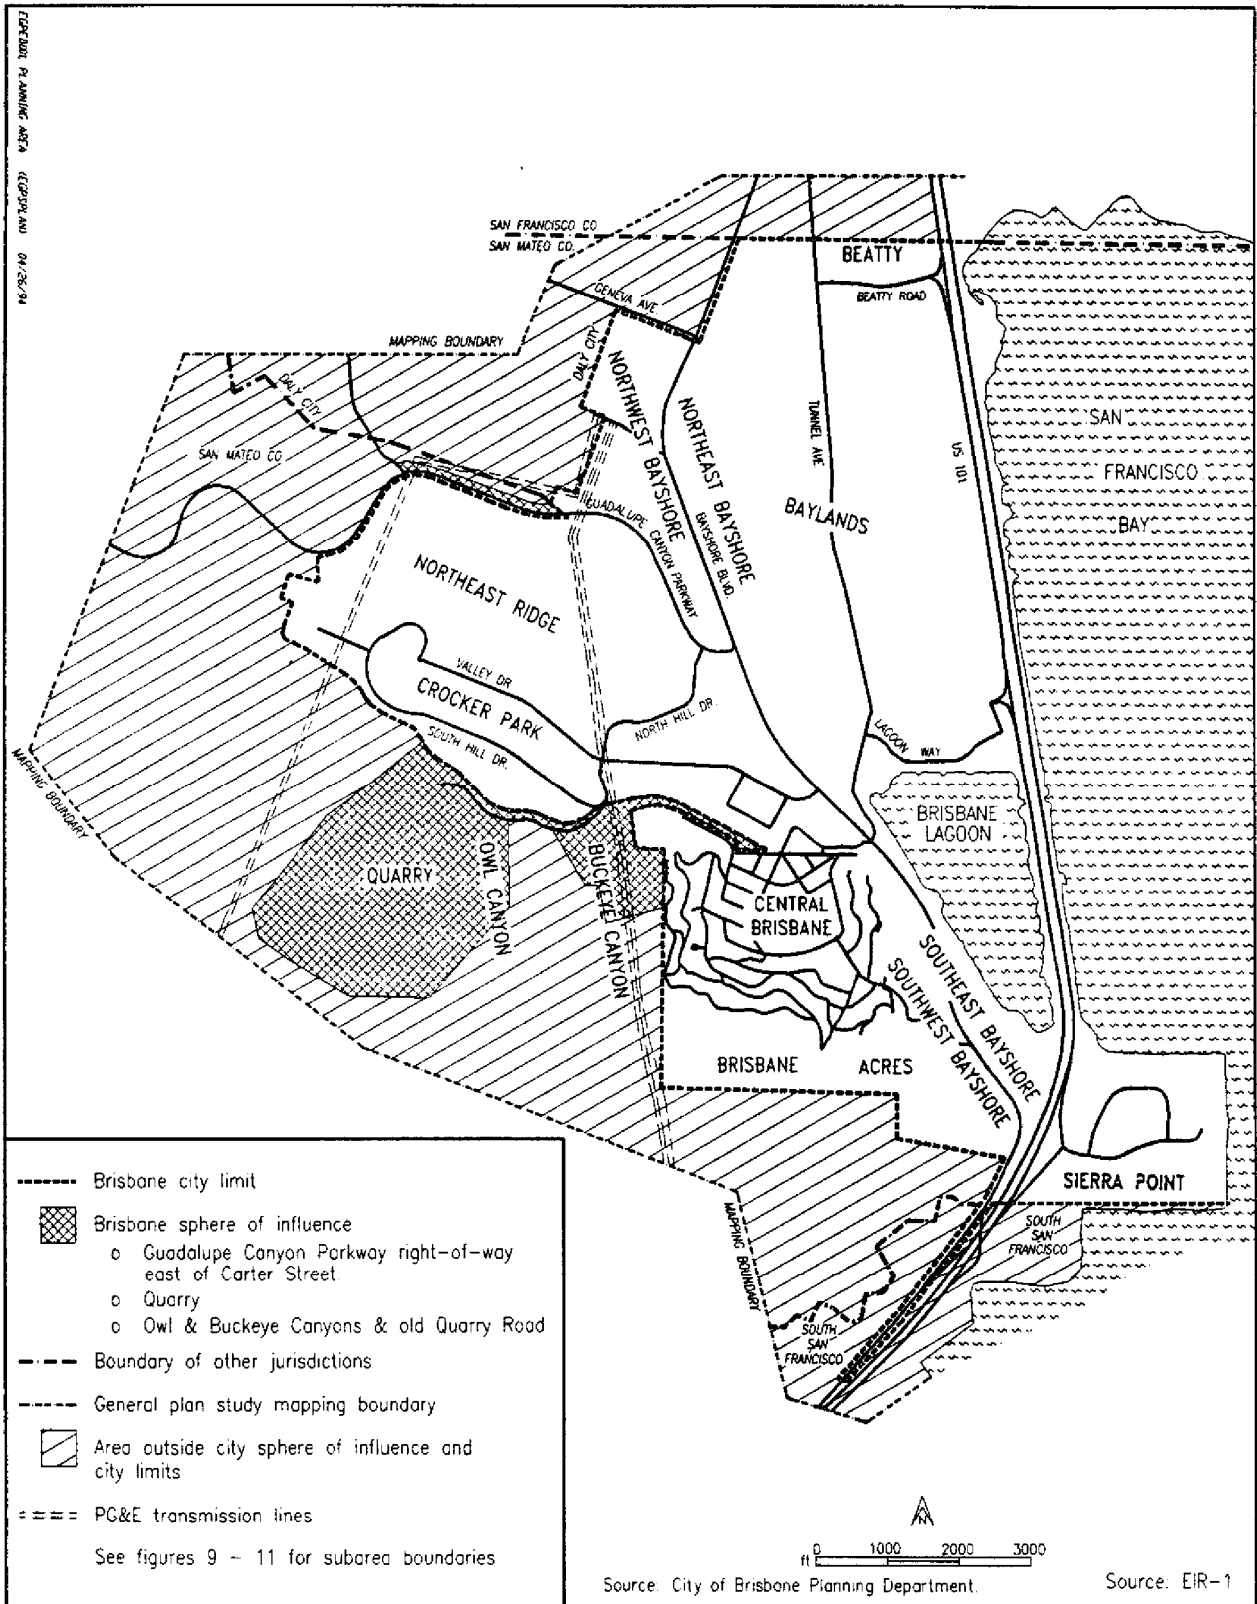 PLANNING AREA 04/26/94
SAN FRANCISCO CO.
SAN MATEO CO.
BEATTY
BEATTY ROAD
GENEVA AVE.
MAPPING BOUNDARY
DALY CITY
DALY CITY
SAN MATEO CO
NORTHWEST BAYSHORE
NORTHEAST BAYSHORE
BAYSHORE BLVD.
TUNNEL AVE.
US 101
SAN
FRANCISCO
BAY
BAYLANDS
GUADALUPE
CANYON PARKWAY
NORTHEAST RIDGE
VALLEY DR
CROCKER PARK
SOUTH HILL DR.
NORTH HILL DR.
LAGOON WAY
MAPPING BOUNDARY
BRISBANE
LAGOON
QUARRY
OWL CANYON
BUCKEYE CANYON
CENTRAL
BRISBANE
SOUTHEAST BAYSHORE
SOUTHWEST BAYSHORE
BRISBANE ACRES
SIERRA POINT
MAPPING BOUNDARY
SOUTH
SAN
FRANCISCO
SOUTH
SAN
FRANCISCO
Brisbane city limit
Brisbane sphere of influence
o Guadalupe Canyon Parkway right-of-way
east of Carter Street
o Quarry
o Owl & Buckeye Canyons & old Quarry Road
Boundary of other jurisdictions
General plan study mapping boundary
Area outside city sphere of influence and
city limits
PG&E transmission lines
See figures 9 - 11 for subarea boundaries
N
ft 0 1000 2000 3000
Source: City of Brisbane Planning Department.
Source: EIR-1